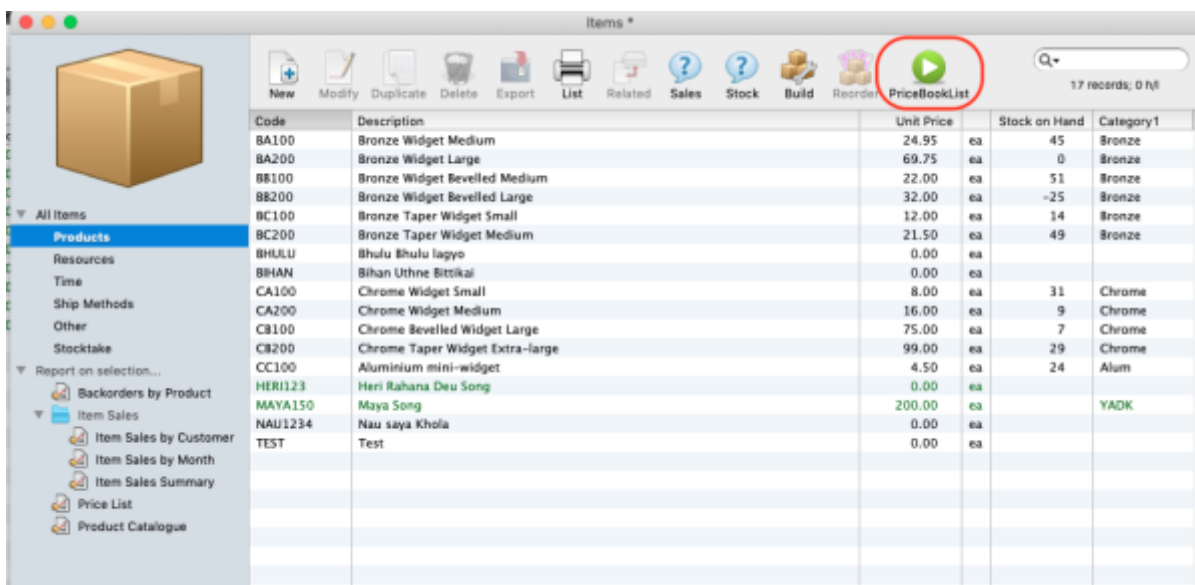 Items *
New Modify Duplicate Delete Export List Related Sales Stock Build Reorder PriceBookList
17 records; 0 h/l
Code Description Unit Price Stock on Hand Category1
BA100 Bronze Widget Medium 24.95 ea 45 Bronze
BA200 Bronze Widget Large 69.75 ea 0 Bronze
BB100 Bronze Widget Bevelled Medium 22.00 ea 51 Bronze
BB200 Bronze Widget Bevelled Large 32.00 ea -25 Bronze
BC100 Bronze Taper Widget Small 12.00 ea 14 Bronze
BC200 Bronze Taper Widget Medium 21.50 ea 49 Bronze
BHULU Bhulu Bhulu lagyo 0.00 ea
BIHAN Bihan Uthne Bittikai 0.00 ea
CA100 Chrome Widget Small 8.00 ea 31 Chrome
CA200 Chrome Widget Medium 16.00 ea 9 Chrome
CB100 Chrome Bevelled Widget Large 75.00 ea 7 Chrome
CB200 Chrome Taper Widget Extra-large 99.00 ea 29 Chrome
CC100 Aluminium mini-widget 4.50 ea 24 Alum
HERI123 Heri Rahana Deu Song 0.00 ea
MAYA150 Maya Song 200.00 ea YADK
NAU1234 Nau saya Khola 0.00 ea
TEST Test 0.00 ea
All Items
Products
Resources
Time
Ship Methods
Other
Stocktake
Report on selection...
Backorders by Product
Item Sales
Item Sales by Customer
Item Sales by Month
Item Sales Summary
Price List
Product Catalogue